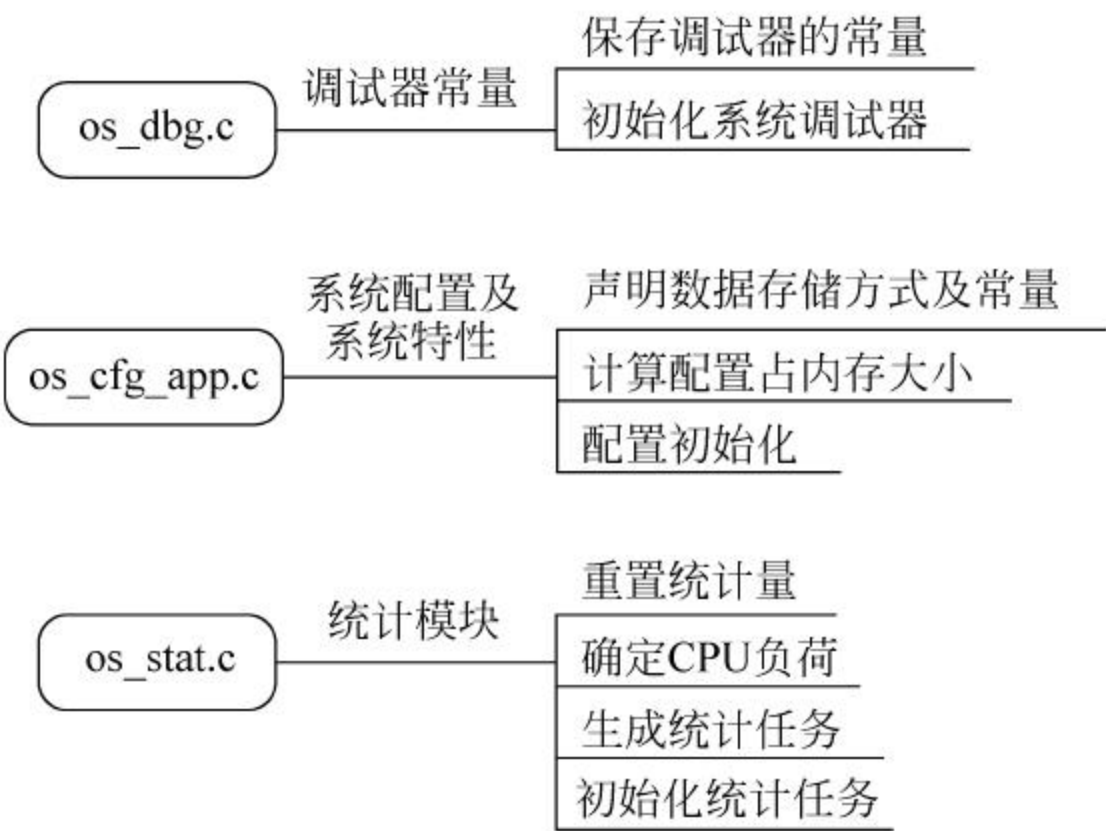 保存调试器的常量
调试器常量
os_dbg.c
初始化系统调试器
系统配置及
系统特性
声明数据存储方式及常量
os_cfg_app.c
计算配置占内存大小
配置初始化
重置统计量
统计模块
os_stat.c
确定CPU负荷
生成统计任务
初始化统计任务